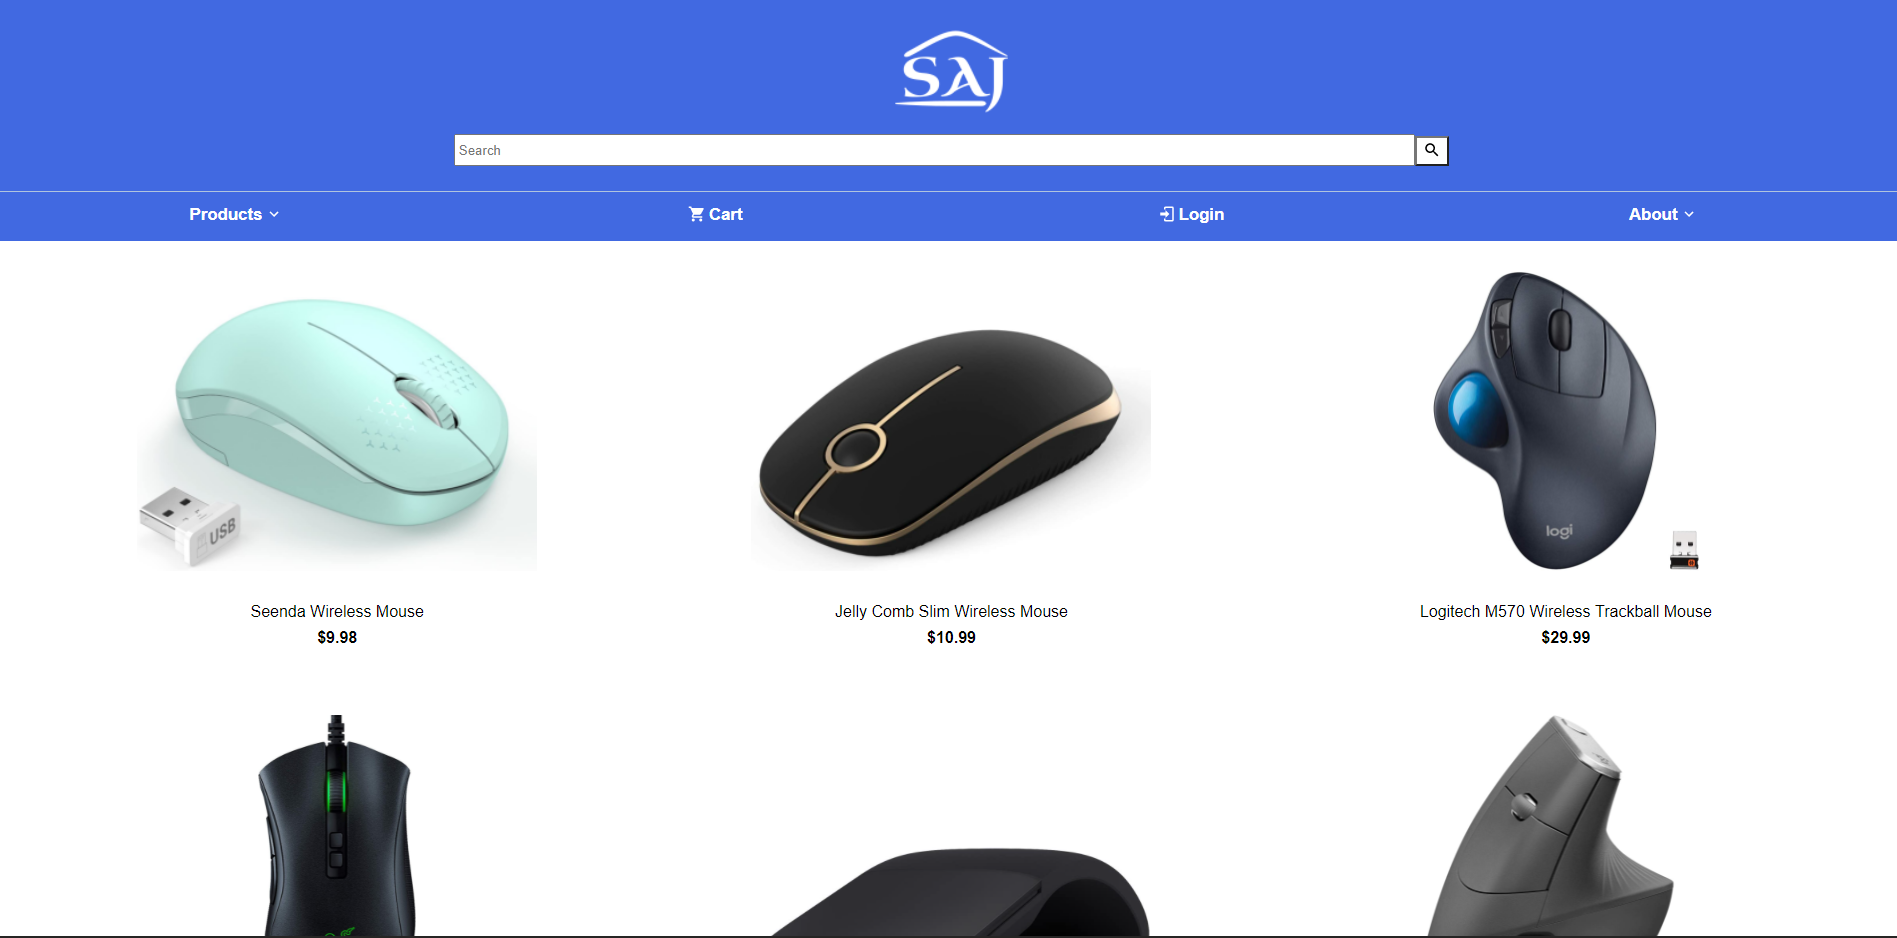 SAJ
Search
Products
Cart
Login
About
USB
logi
Seenda Wireless Mouse
$9.98
Jelly Comb Slim Wireless Mouse
$10.99
Logitech M570 Wireless Trackball Mouse
$29.99